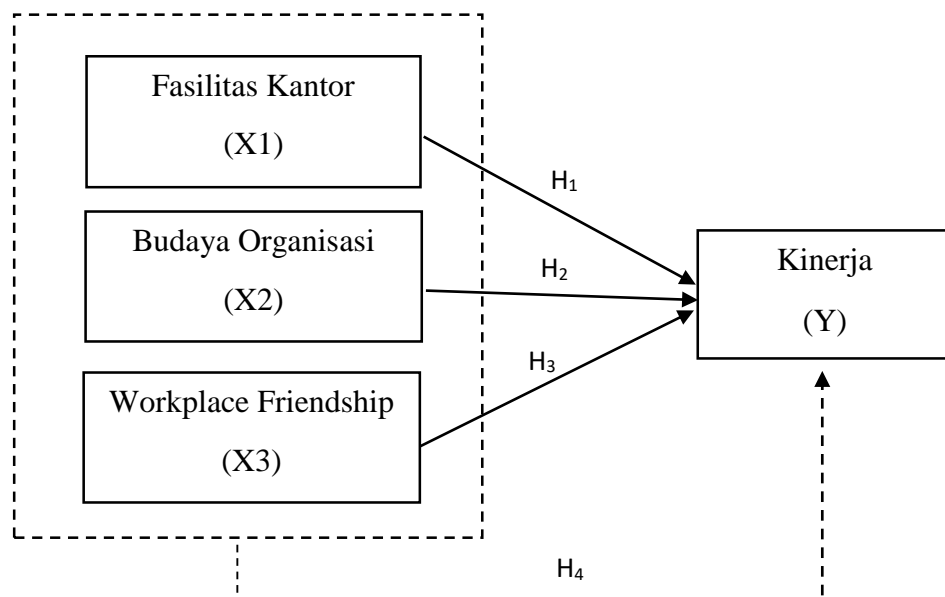 Fasilitas Kantor
(X1)
H₁
Budaya Organisasi
(X2)
H₂
Kinerja
(Y)
Workplace Friendship
(X3)
H₃
H₄